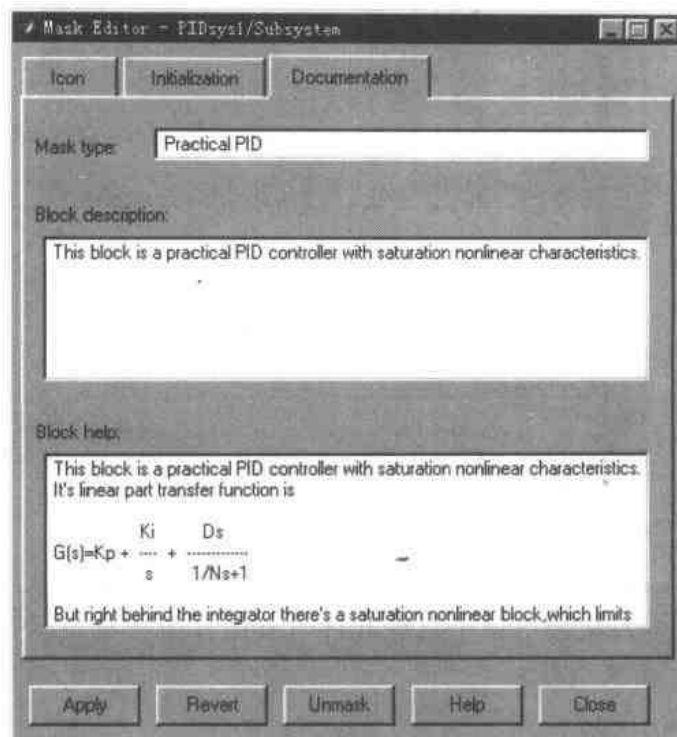 Mask Editor - PIDsys1/Subsystem
Icon
Initialization
Documentation
Mask type:
Practical PID
Block description:
This block is a practical PID controller with saturation nonlinear characteristics.
Block help:
This block is a practical PID controller with saturation nonlinear characteristics.
It's linear part transfer function is
Ki Ds
G(s)=Kp + ---- + ------------
s 1/Ns+1
But right behind the integrator there's a saturation nonlinear block,which limits
Apply
Revert
Unmask
Help
Close